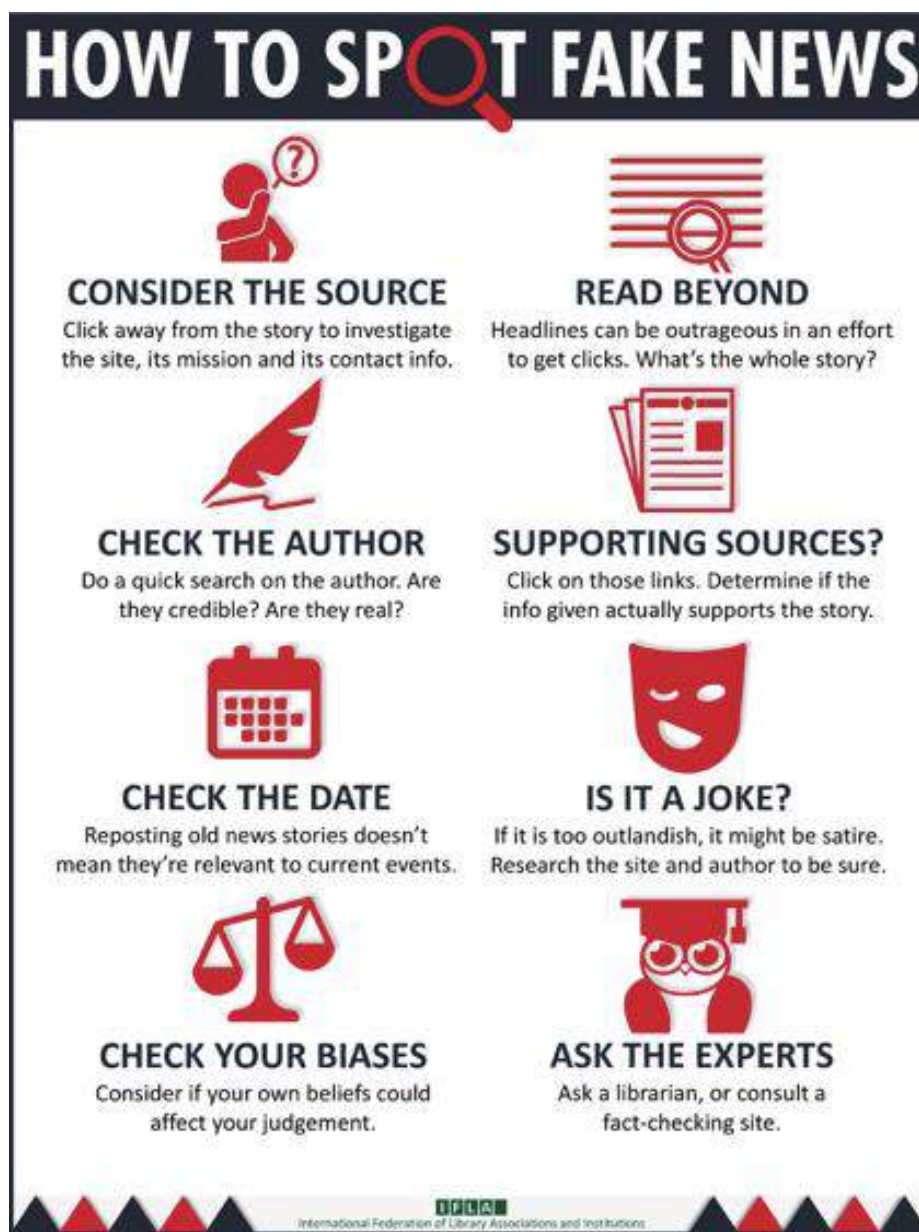 HOW TO SPOT FAKE NEWS
?
CONSIDER THE SOURCE
Click away from the story to investigate
the site, its mission and its contact info.
READ BEYOND
Headlines can be outrageous in an effort
to get clicks. What's the whole story?
CHECK THE AUTHOR
Do a quick search on the author. Are
they credible? Are they real?
SUPPORTING SOURCES?
Click on those links. Determine if the
info given actually supports the story.
CHECK THE DATE
Reposting old news stories doesn't
mean they're relevant to current events.
IS IT A JOKE?
If it is too outlandish, it might be satire.
Research the site and author to be sure.
CHECK YOUR BIASES
Consider if your own beliefs could
affect your judgement.
ASK THE EXPERTS
Ask a librarian, or consult a
fact-checking site.
IFLA
International Federation of Library Associations and Institutions